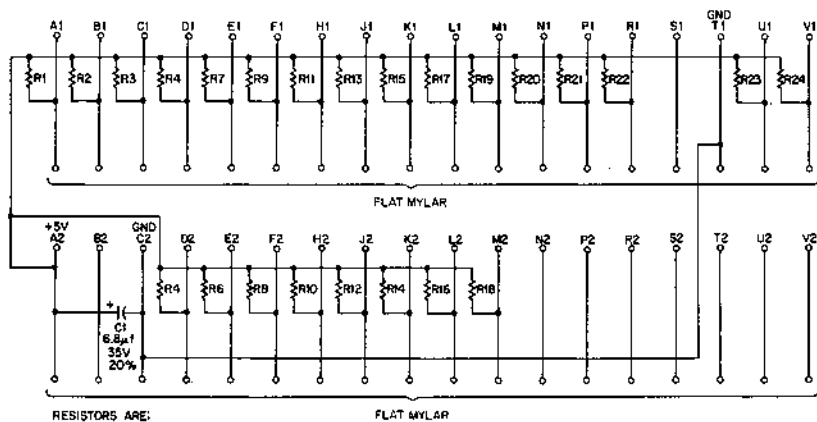 GND
A1 B1 C1 D1 E1 F1 H1 J1 K1 L1 M1 N1 P1 R1 S1 T1 U1 V1
R1 R2 R3 R4 R7 R9 R11 R13 R15 R17 R19 R20 R21 R22 R23 R24
FLAT MYLAR
+5V GND
A2 B2 C2 D2 E2 F2 H2 J2 K2 L2 M2 N2 P2 R2 S2 T2 U2 V2
R4 R6 R8 R10 R12 R14 R16 R18
+
C1
6.8µf
35V
20%
RESISTORS ARE: FLAT MYLAR